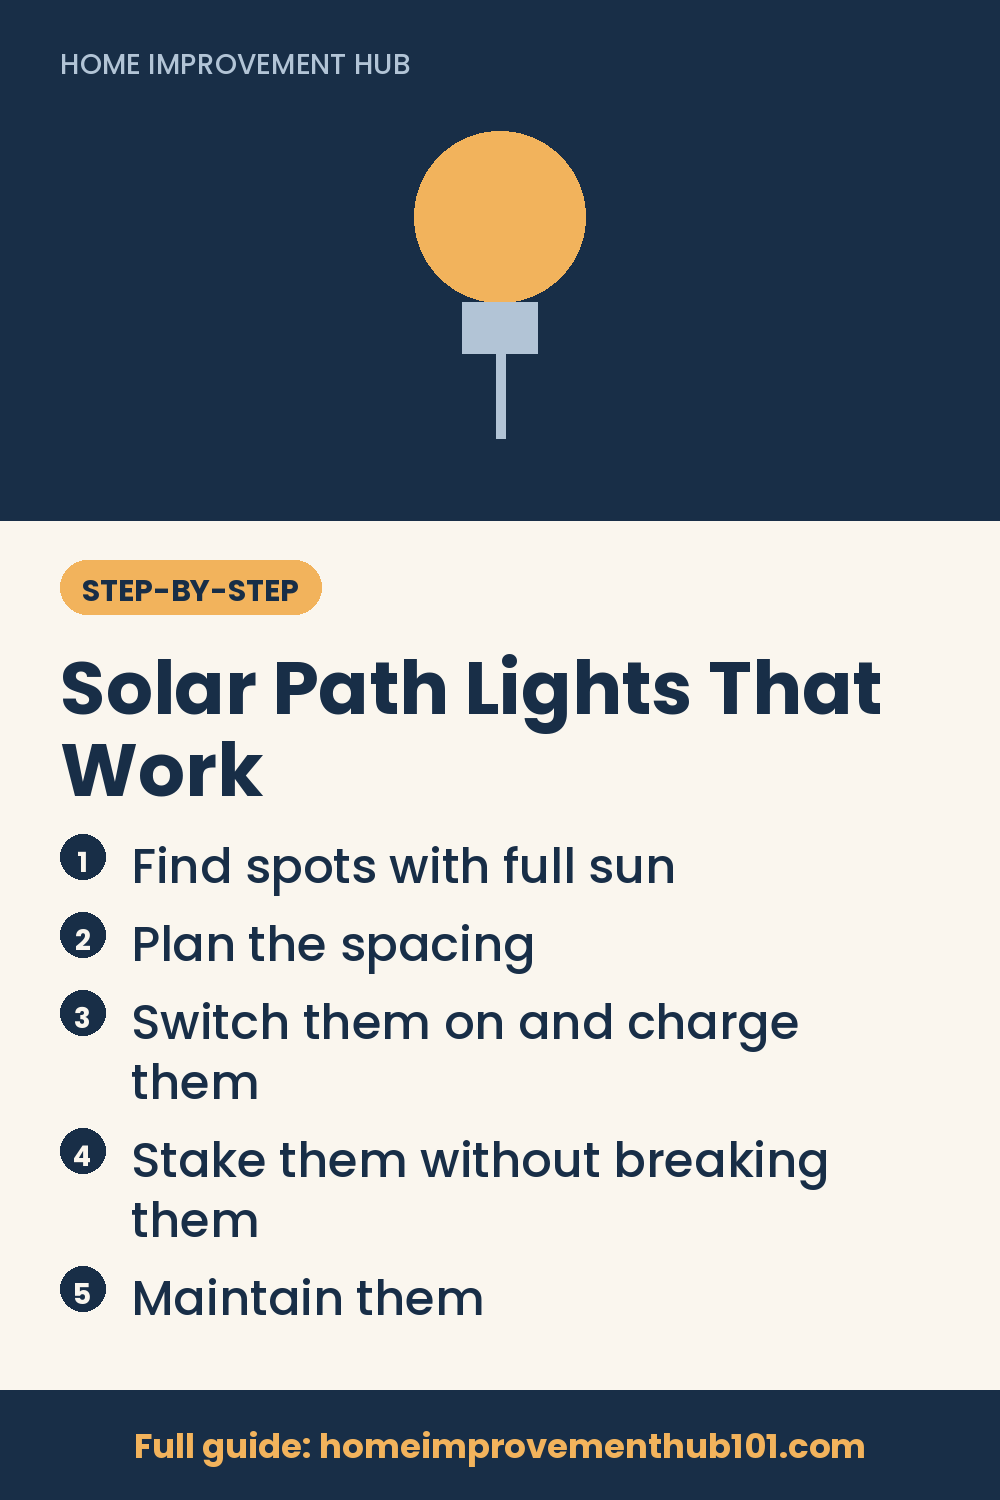 HOME IMPROVEMENT HUB
STEP-BY-STEP
Solar Path Lights That
Work
1 Find spots with full sun
2 Plan the spacing
3 Switch them on and charge
them
4 Stake them without breaking
them
5 Maintain them
Full guide: homeimprovementhub101.com